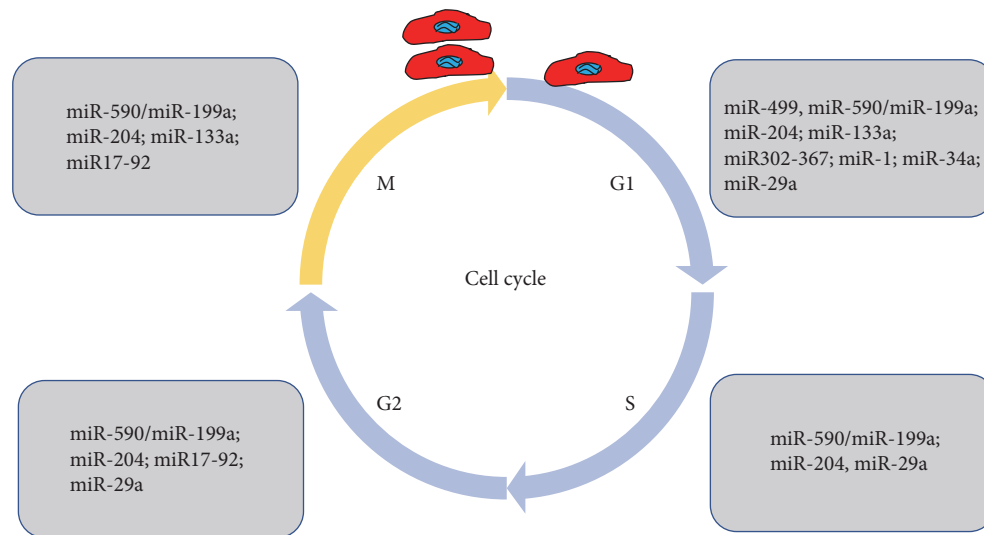 miR-590/miR-199a;
miR-204; miR-133a;
miR17-92
miR-499, miR-590/miR-199a;
miR-204; miR-133a;
miR302-367; miR-1; miR-34a;
miR-29a
M
G1
Cell cycle
G2
S
miR-590/miR-199a;
miR-204; miR17-92;
miR-29a
miR-590/miR-199a;
miR-204, miR-29a